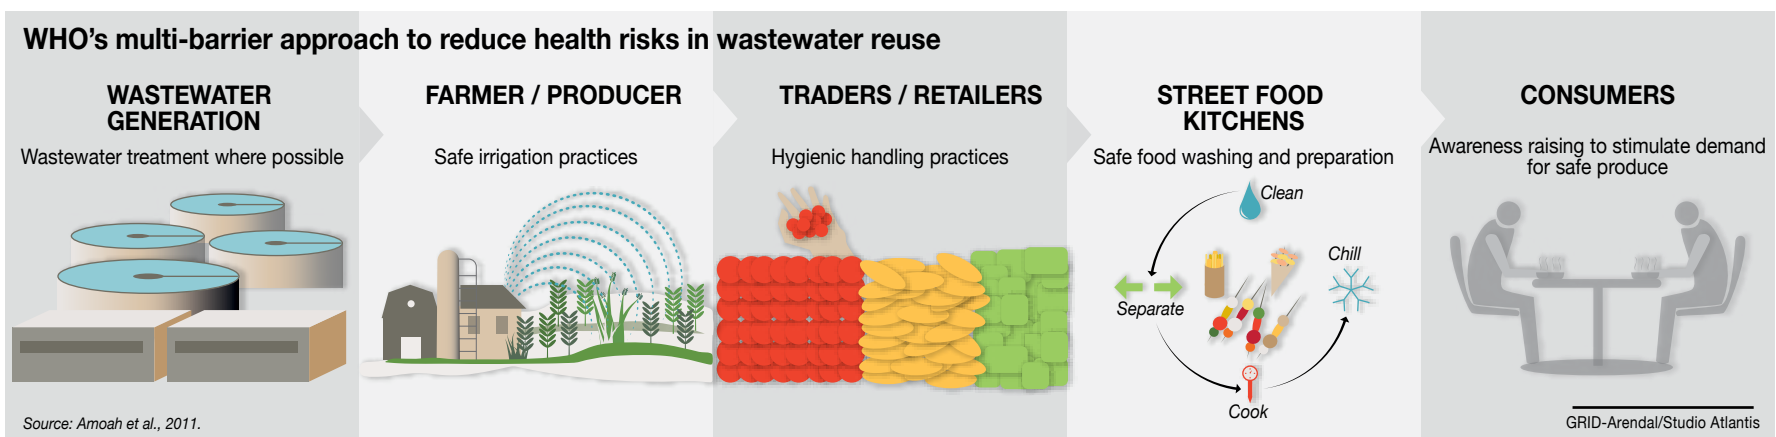 WHO's multi-barrier approach to reduce health risks in wastewater reuse
WASTEWATER
GENERATION
Wastewater treatment where possible
FARMER / PRODUCER
Safe irrigation practices
TRADERS / RETAILERS
Hygienic handling practices
STREET FOOD
KITCHENS
Safe food washing and preparation
Clean
Separate
Cook
Chill
CONSUMERS
Awareness raising to stimulate demand
for safe produce
Source: Amoah et al., 2011.
GRID-Arendal/Studio Atlantis